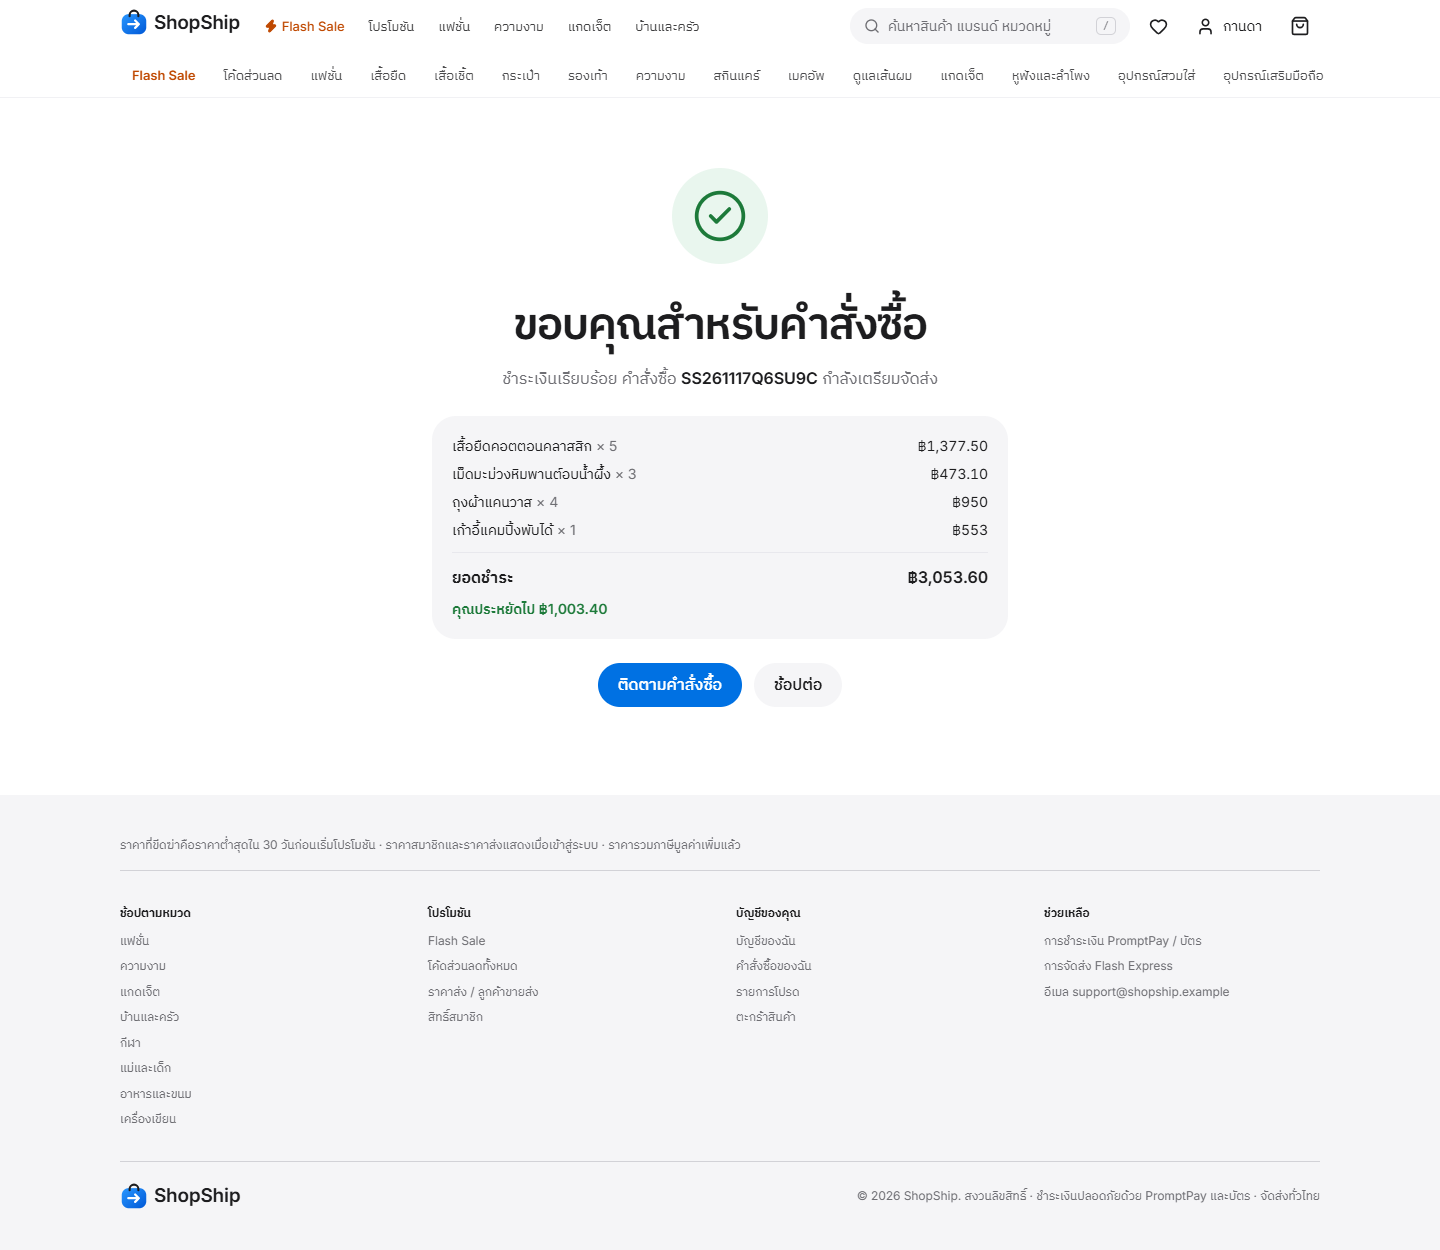 ShopShip
Flash Sale โปรโมชัน แฟชั่น ความงาม แกดเจ็ต บ้านและครัว
ค้นหาสินค้า แบรนด์ หมวดหมู่ /
กานดา
Flash Sale โค้ดส่วนลด แฟชั่น เสื้อยืด เสื้อเชิ้ต กระเป๋า รองเท้า ความงาม สกินแคร์ เมคอัพ ดูแลเส้นผม แกดเจ็ต หูฟังและลำโพง อุปกรณ์สวมใส่ อุปกรณ์เสริมมือถือ
ขอบคุณสำหรับคำสั่งซื้อ
ชำระเงินเรียบร้อย คำสั่งซื้อ SS261117Q6SU9C กำลังเตรียมจัดส่ง
เสื้อยืดคอตตอนคลาสสิก × 5 ฿1,377.50
เม็ดมะม่วงหิมพานต์อบน้ำผึ้ง × 3 ฿473.10
ถุงผ้าแคนวาส × 4 ฿950
เก้าอี้แคมปิ้งพับได้ × 1 ฿553
ยอดชำระ ฿3,053.60
คุณประหยัดไป ฿1,003.40
ติดตามคำสั่งซื้อ ช้อปต่อ
ราคาที่ขีดฆ่าคือราคาต่ำสุดใน 30 วันก่อนเริ่มโปรโมชัน · ราคาสมาชิกและราคาส่งแสดงเมื่อเข้าสู่ระบบ · ราคารวมภาษีมูลค่าเพิ่มแล้ว
ช้อปตามหมวด
แฟชั่น
ความงาม
แกดเจ็ต
บ้านและครัว
กีฬา
แม่และเด็ก
อาหารและขนม
เครื่องเขียน
โปรโมชัน
Flash Sale
โค้ดส่วนลดทั้งหมด
ราคาส่ง / ลูกค้าขายส่ง
สิทธิ์สมาชิก
บัญชีของคุณ
บัญชีของฉัน
คำสั่งซื้อของฉัน
รายการโปรด
ตะกร้าสินค้า
ช่วยเหลือ
การชำระเงิน PromptPay / บัตร
การจัดส่ง Flash Express
อีเมล support@shopship.example
ShopShip
© 2026 ShopShip. สงวนลิขสิทธิ์ · ชำระเงินปลอดภัยด้วย PromptPay และบัตร · จัดส่งทั่วไทย